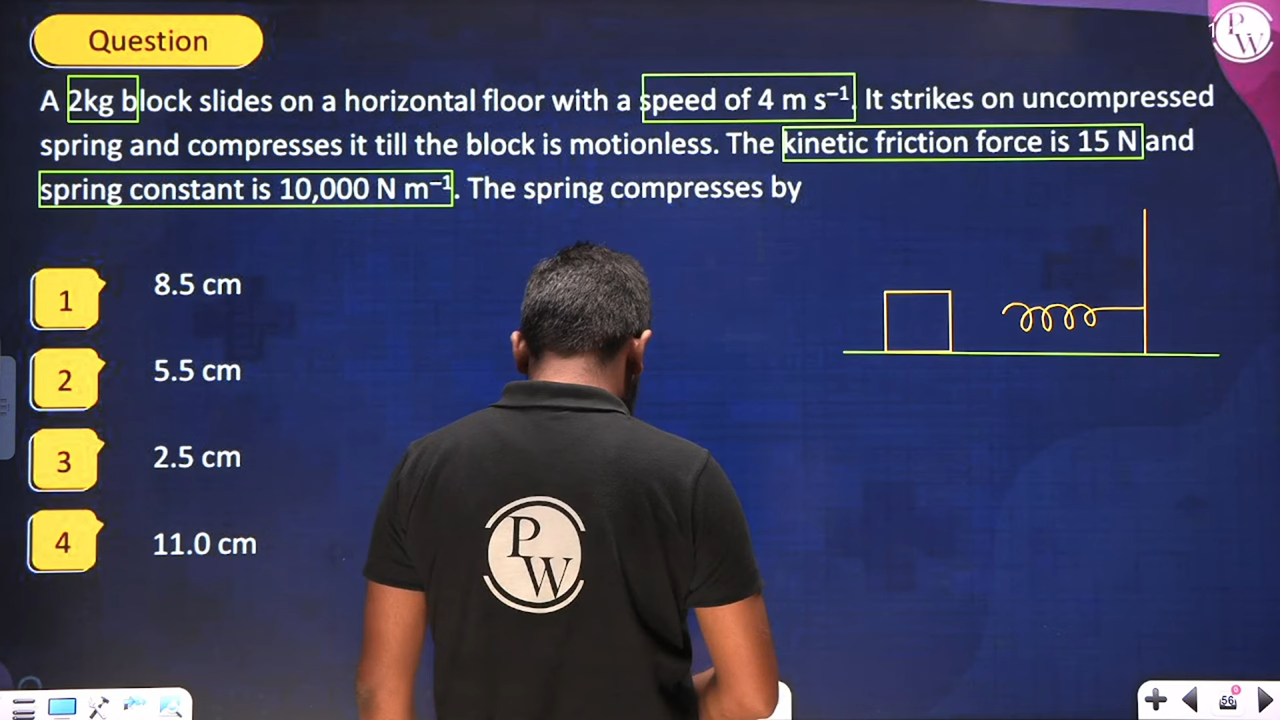 Question
A 2kg block slides on a horizontal floor with a speed of 4 m s⁻¹. It strikes on uncompressed
spring and compresses it till the block is motionless. The kinetic friction force is 15 N and
spring constant is 10,000 N m⁻¹. The spring compresses by
1 8.5 cm
2 5.5 cm
3 2.5 cm
4 11.0 cm
PW
PW
56